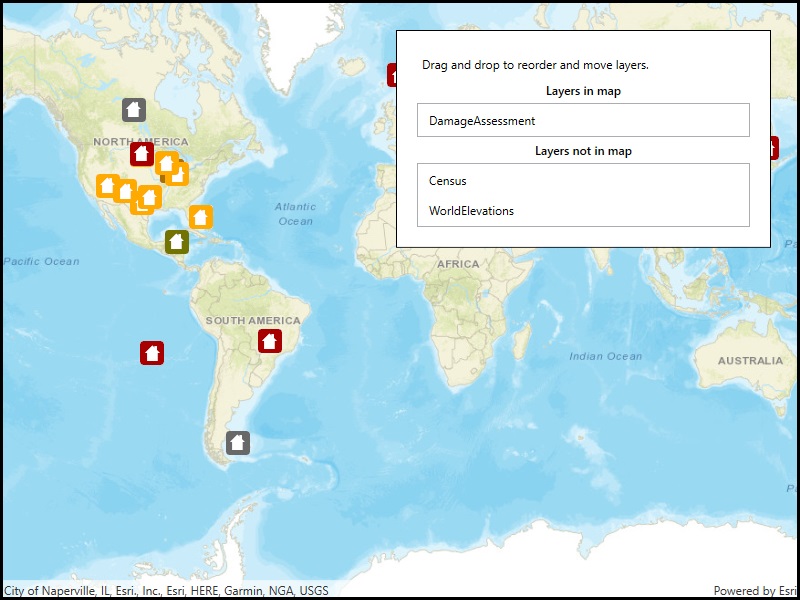 Drag and drop to reorder and move layers.
Layers in map
DamageAssessment
Layers not in map
Census
WorldElevations
NORTH AMERICA
Atlantic
Ocean
Pacific Ocean
AFRICA
SOUTH AMERICA
Indian Ocean
AUSTRALIA
City of Naperville, IL, Esri., Inc., Esri, HERE, Garmin, NGA, USGS
Powered by Esri